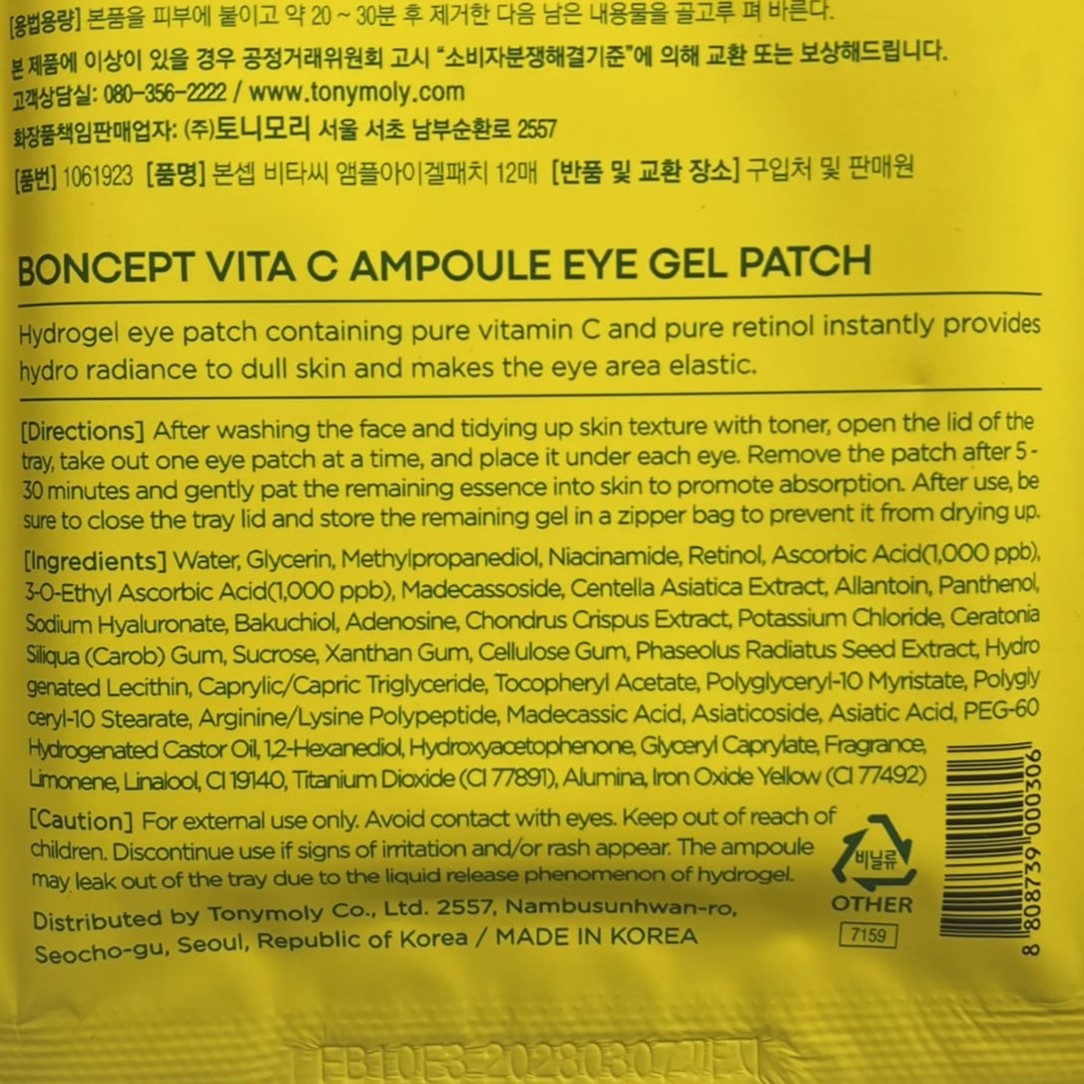 [용법용량] 본품을 피부에 붙이고 약 20 ~ 30분 후 제거한 다음 남은 내용물을 골고루 펴 바른다.
본 제품에 이상이 있을 경우 공정거래위원회 고시 “소비자분쟁해결기준”에 의해 교환 또는 보상해드립니다.
고객상담실: 080-356-2222 / www.tonymoly.com
화장품책임판매업자: (주)토니모리 서울 서초 남부순환로 2557
[품번] 1061923 [품명] 본셉 비타씨 앰플아이겔패치 12매 [반품 및 교환 장소] 구입처 및 판매원
BONCEPT VITA C AMPOULE EYE GEL PATCH
Hydrogel eye patch containing pure vitamin C and pure retinol instantly provides
hydro radiance to dull skin and makes the eye area elastic.
[Directions] After washing the face and tidying up skin texture with toner, open the lid of the
tray, take out one eye patch at a time, and place it under each eye. Remove the patch after 5 -
30 minutes and gently pat the remaining essence into skin to promote absorption. After use, be
sure to close the tray lid and store the remaining gel in a zipper bag to prevent it from drying up.
[Ingredients] Water, Glycerin, Methylpropanediol, Niacinamide, Retinol, Ascorbic Acid(1,000 ppb),
3-O-Ethyl Ascorbic Acid(1,000 ppb), Madecassoside, Centella Asiatica Extract, Allantoin, Panthenol,
Sodium Hyaluronate, Bakuchiol, Adenosine, Chondrus Crispus Extract, Potassium Chloride, Ceratonia
Siliqua (Carob) Gum, Sucrose, Xanthan Gum, Cellulose Gum, Phaseolus Radiatus Seed Extract, Hydro
genated Lecithin, Caprylic/Capric Triglyceride, Tocopheryl Acetate, Polyglyceryl-10 Myristate, Polygly
ceryl-10 Stearate, Arginine/Lysine Polypeptide, Madecassic Acid, Asiaticoside, Asiatic Acid, PEG-60
Hydrogenated Castor Oil, 1,2-Hexanediol, Hydroxyacetophenone, Glyceryl Caprylate, Fragrance,
Limonene, Linalool, CI 19140, Titanium Dioxide (CI 77891), Alumina, Iron Oxide Yellow (CI 77492)
[Caution] For external use only. Avoid contact with eyes. Keep out of reach of
children. Discontinue use if signs of irritation and/or rash appear. The ampoule
may leak out of the tray due to the liquid release phenomenon of hydrogel.
Distributed by Tonymoly Co., Ltd. 2557, Nambusunhwan-ro,
Seocho-gu, Seoul, Republic of Korea / MADE IN KOREA
비닐류
OTHER
7159
8 808739 000306